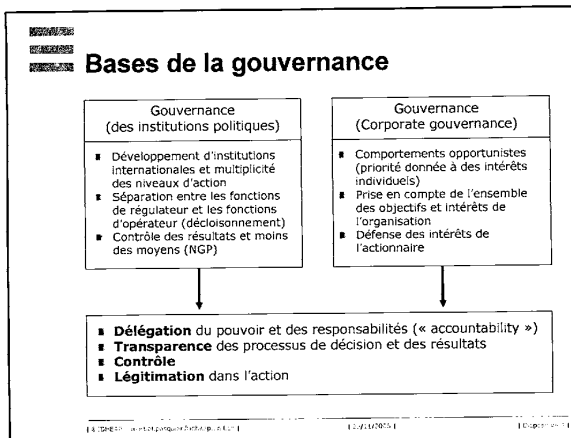 Bases de la gouvernance
Gouvernance
(des institutions politiques)
Développement d'institutions
internationales et multiplicité
des niveaux d'action
Séparation entre les fonctions
de régulateur et les fonctions
d'opérateur (décloisonnement)
Contrôle des résultats et moins
des moyens (NGP)
Gouvernance
(Corporate gouvernance)
Comportements opportunistes
(priorité donnée à des intérêts
individuels)
Prise en compte de l'ensemble
des objectifs et intérêts de
l'organisation
Défense des intérêts de
l'actionnaire
Délégation du pouvoir et des responsabilités (« accountability »)
Transparence des processus de décision et des résultats
Contrôle
Légitimation dans l'action